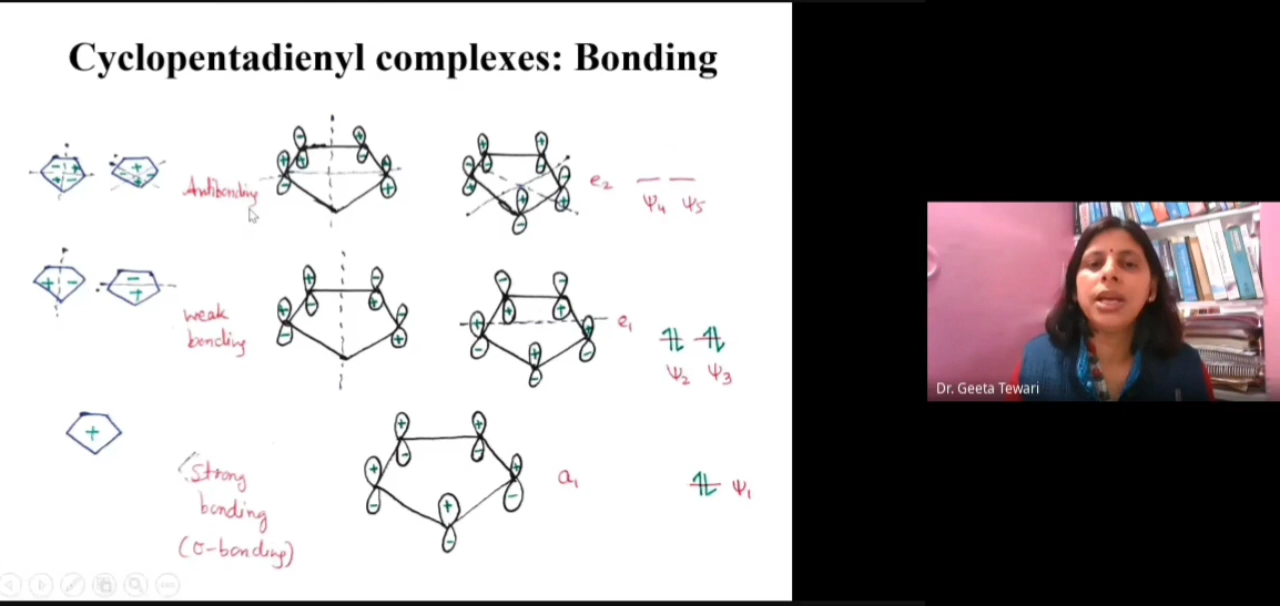 Cyclopentadienyl complexes: Bonding
Antibonding
e₂
ψ₄ ψ₅
weak
bonding
e₁
ψ₂ ψ₃
Strong
bonding
(σ-bonding)
a₁
ψ₁
Dr. Geeta Tewari